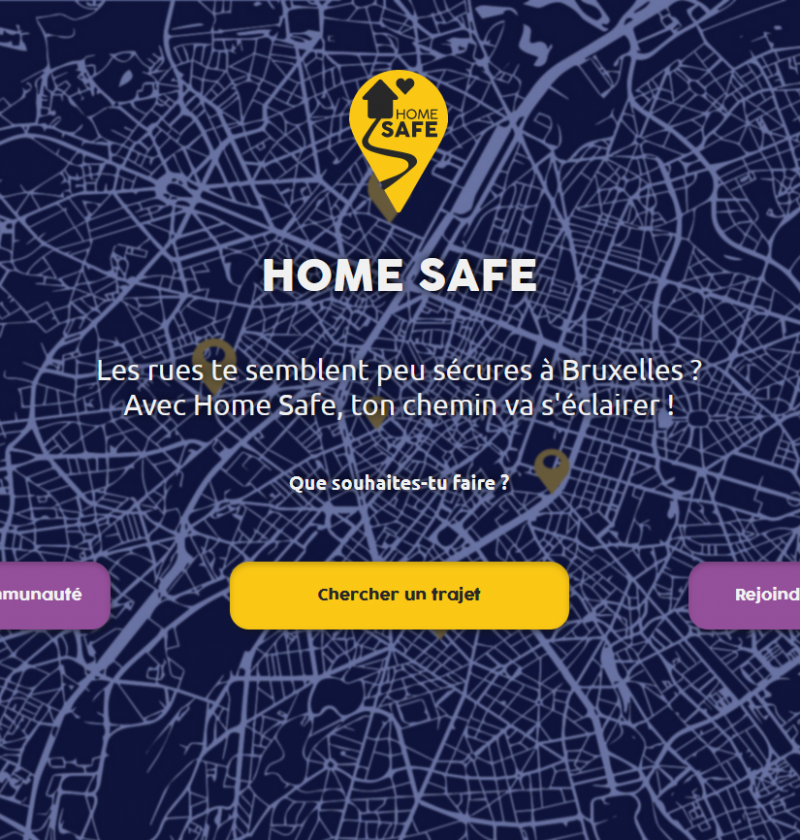 HOME
SAFE
HOME SAFE
Les rues te semblent peu sécures à Bruxelles ?
Avec Home Safe, ton chemin va s'éclairer !
Que souhaites-tu faire ?
munauté
Chercher un trajet
Rejoind